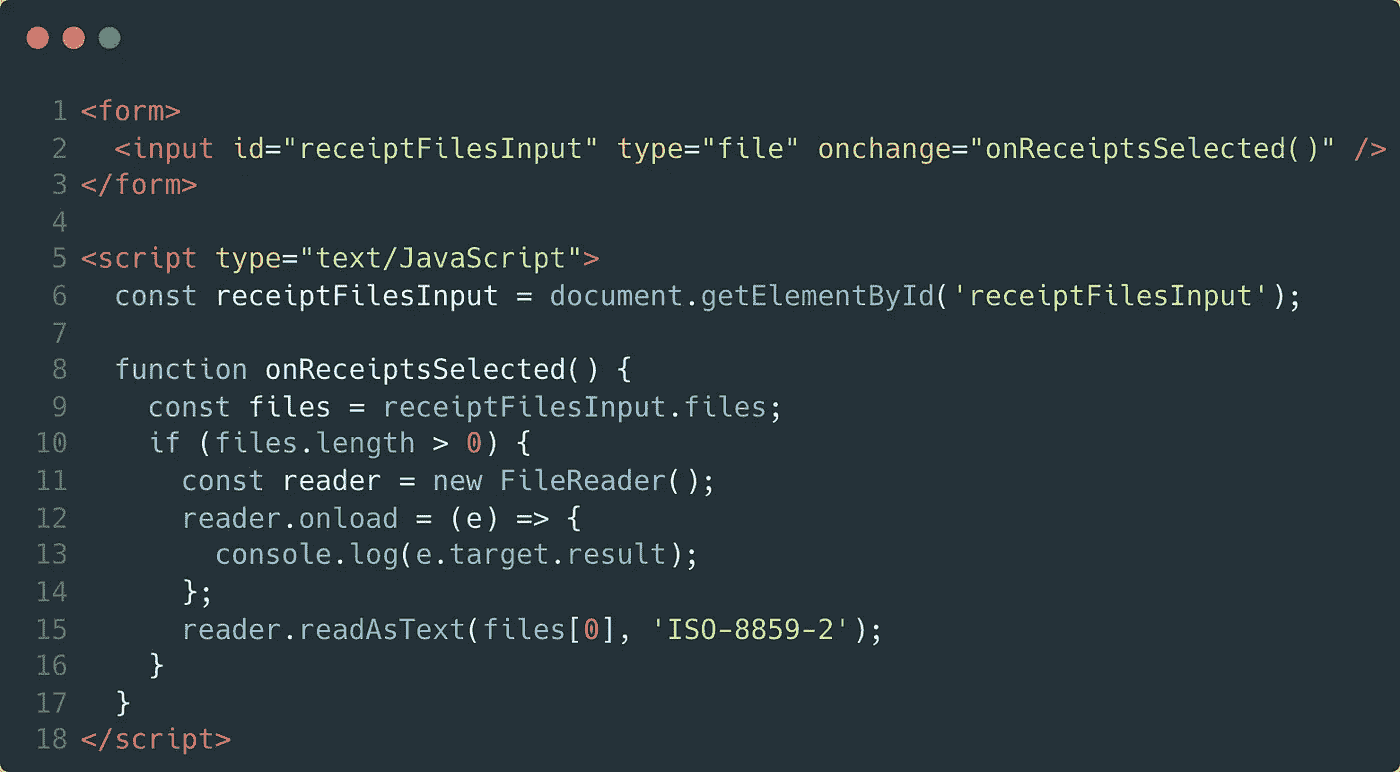 1 <form>
2   <input id="receiptFilesInput" type="file" onchange="onReceiptsSelected()" />
3 </form>
4
5 <script type="text/JavaScript">
6   const receiptFilesInput = document.getElementById('receiptFilesInput');
7
8   function onReceiptsSelected() {
9     const files = receiptFilesInput.files;
10     if (files.length > 0) {
11       const reader = new FileReader();
12       reader.onload = (e) => {
13         console.log(e.target.result);
14       };
15       reader.readAsText(files[0], 'ISO-8859-2');
16     }
17   }
18 </script>